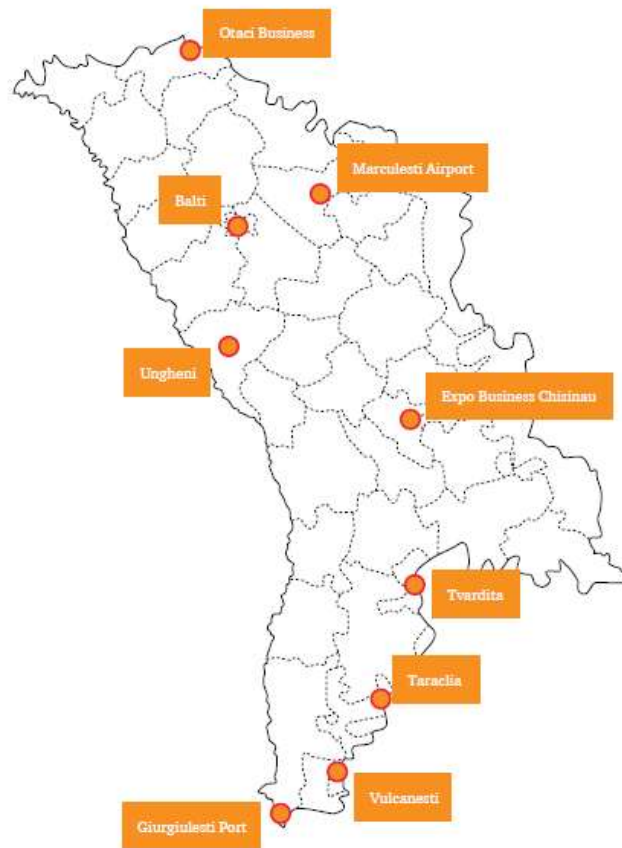 Otaci Business
Marculesti Airport
Balti
Ungheni
Expo Business Chisinau
Tvardita
Taraclia
Vulcanesti
Giurgiulesti Port